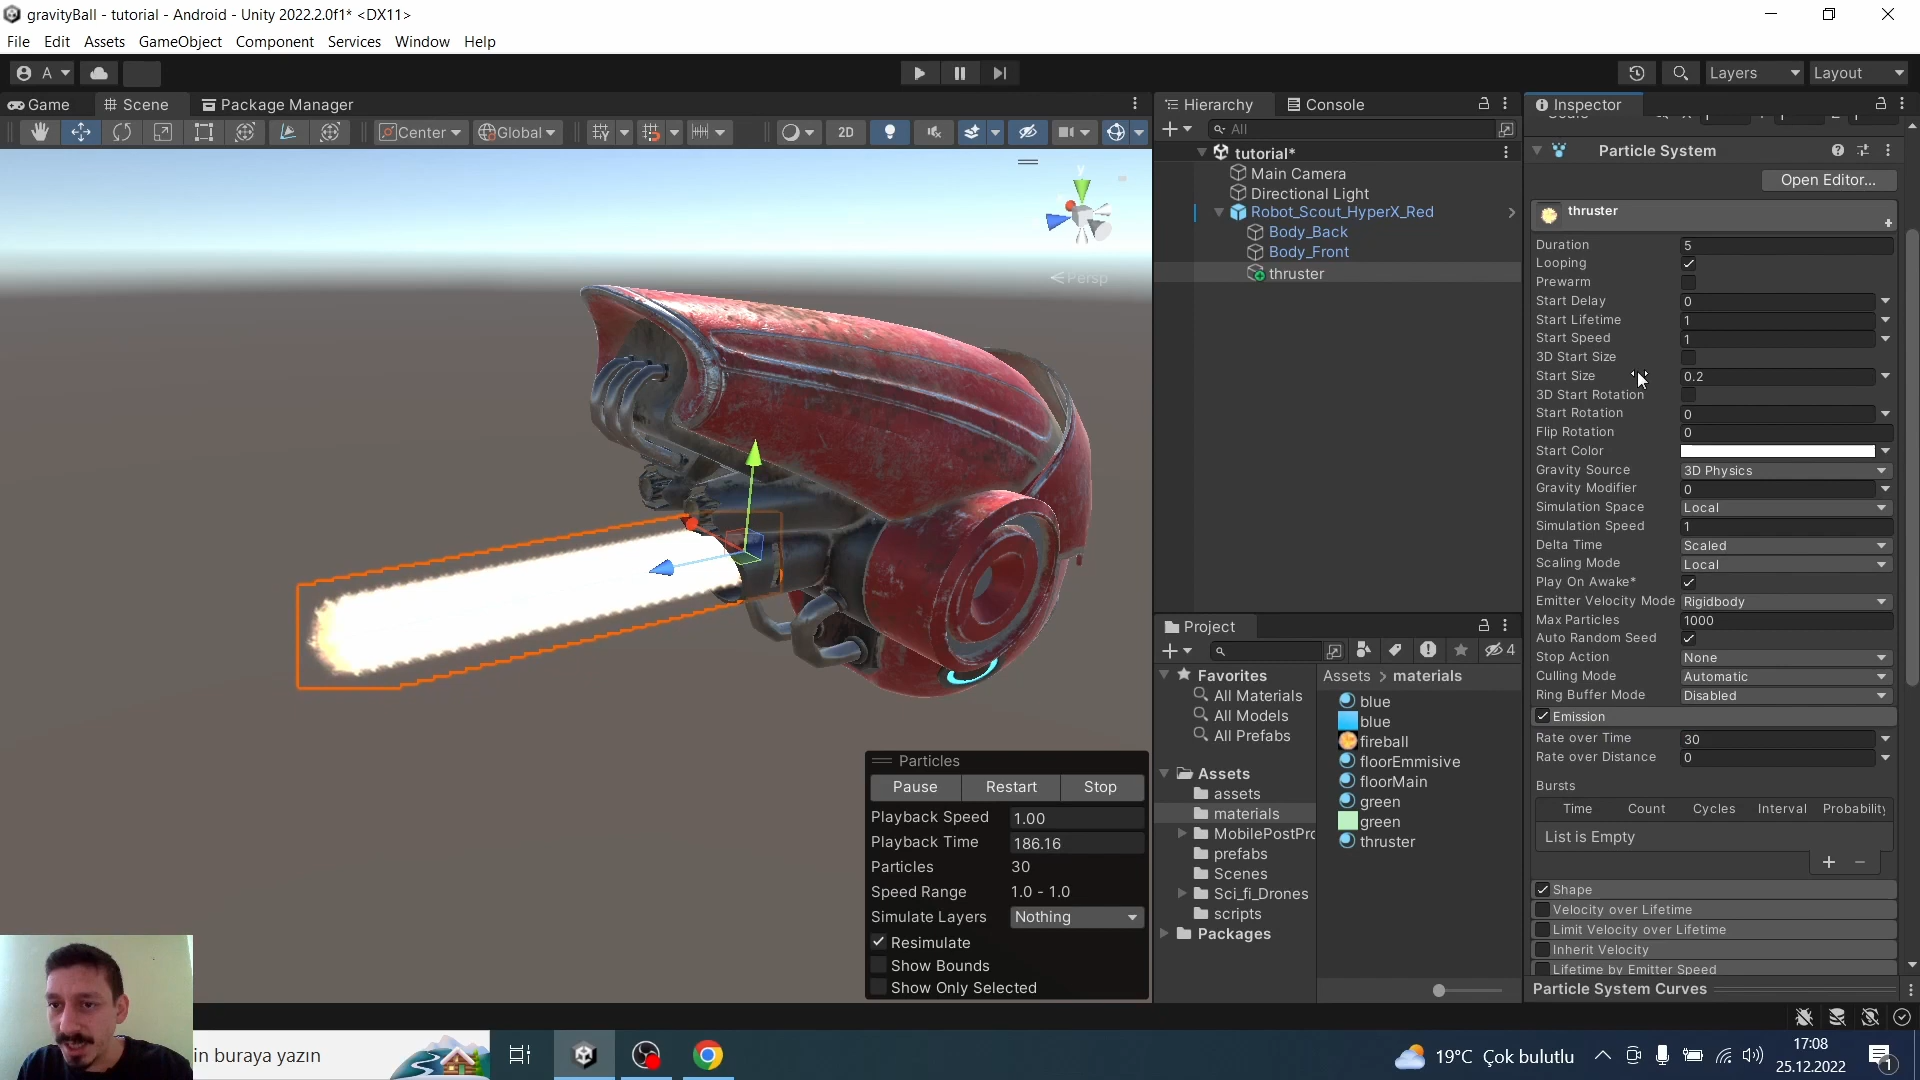 gravityBall - tutorial - Android - Unity 2022.2.0f1* <DX11>
File Edit Assets GameObject Component Services Window Help
A Layers Layout
Game Scene Package Manager
Center Global 2D
Persp
Particles
Pause Restart Stop
Playback Speed 1.00
Playback Time 186.16
Particles 30
Speed Range 1.0 - 1.0
Simulate Layers Nothing
Resimulate
Show Bounds
Show Only Selected
Hierarchy Console
All
tutorial*
Main Camera
Directional Light
Robot_Scout_HyperX_Red
Body_Back
Body_Front
thruster
Project
4
Favorites
All Materials
All Models
All Prefabs
Assets
assets
materials
MobilePostPro
prefabs
Scenes
Sci_fi_Drones
scripts
Packages
Assets > materials
blue
blue
fireball
floorEmmisive
floorMain
green
green
thruster
Inspector
Particle System
Open Editor...
thruster
Duration 5
Looping
Prewarm
Start Delay 0
Start Lifetime 1
Start Speed 1
3D Start Size
Start Size 0.2
3D Start Rotation
Start Rotation 0
Flip Rotation 0
Start Color
Gravity Source 3D Physics
Gravity Modifier 0
Simulation Space Local
Simulation Speed 1
Delta Time Scaled
Scaling Mode Local
Play On Awake*
Emitter Velocity Mode Rigidbody
Max Particles 1000
Auto Random Seed
Stop Action None
Culling Mode Automatic
Ring Buffer Mode Disabled
Emission
Rate over Time 30
Rate over Distance 0
Bursts
Time Count Cycles Interval Probability
List is Empty
Shape
Velocity over Lifetime
Limit Velocity over Lifetime
Inherit Velocity
Lifetime by Emitter Speed
Particle System Curves
in buraya yazın
19°C Çok bulutlu
17:08
25.12.2022
1